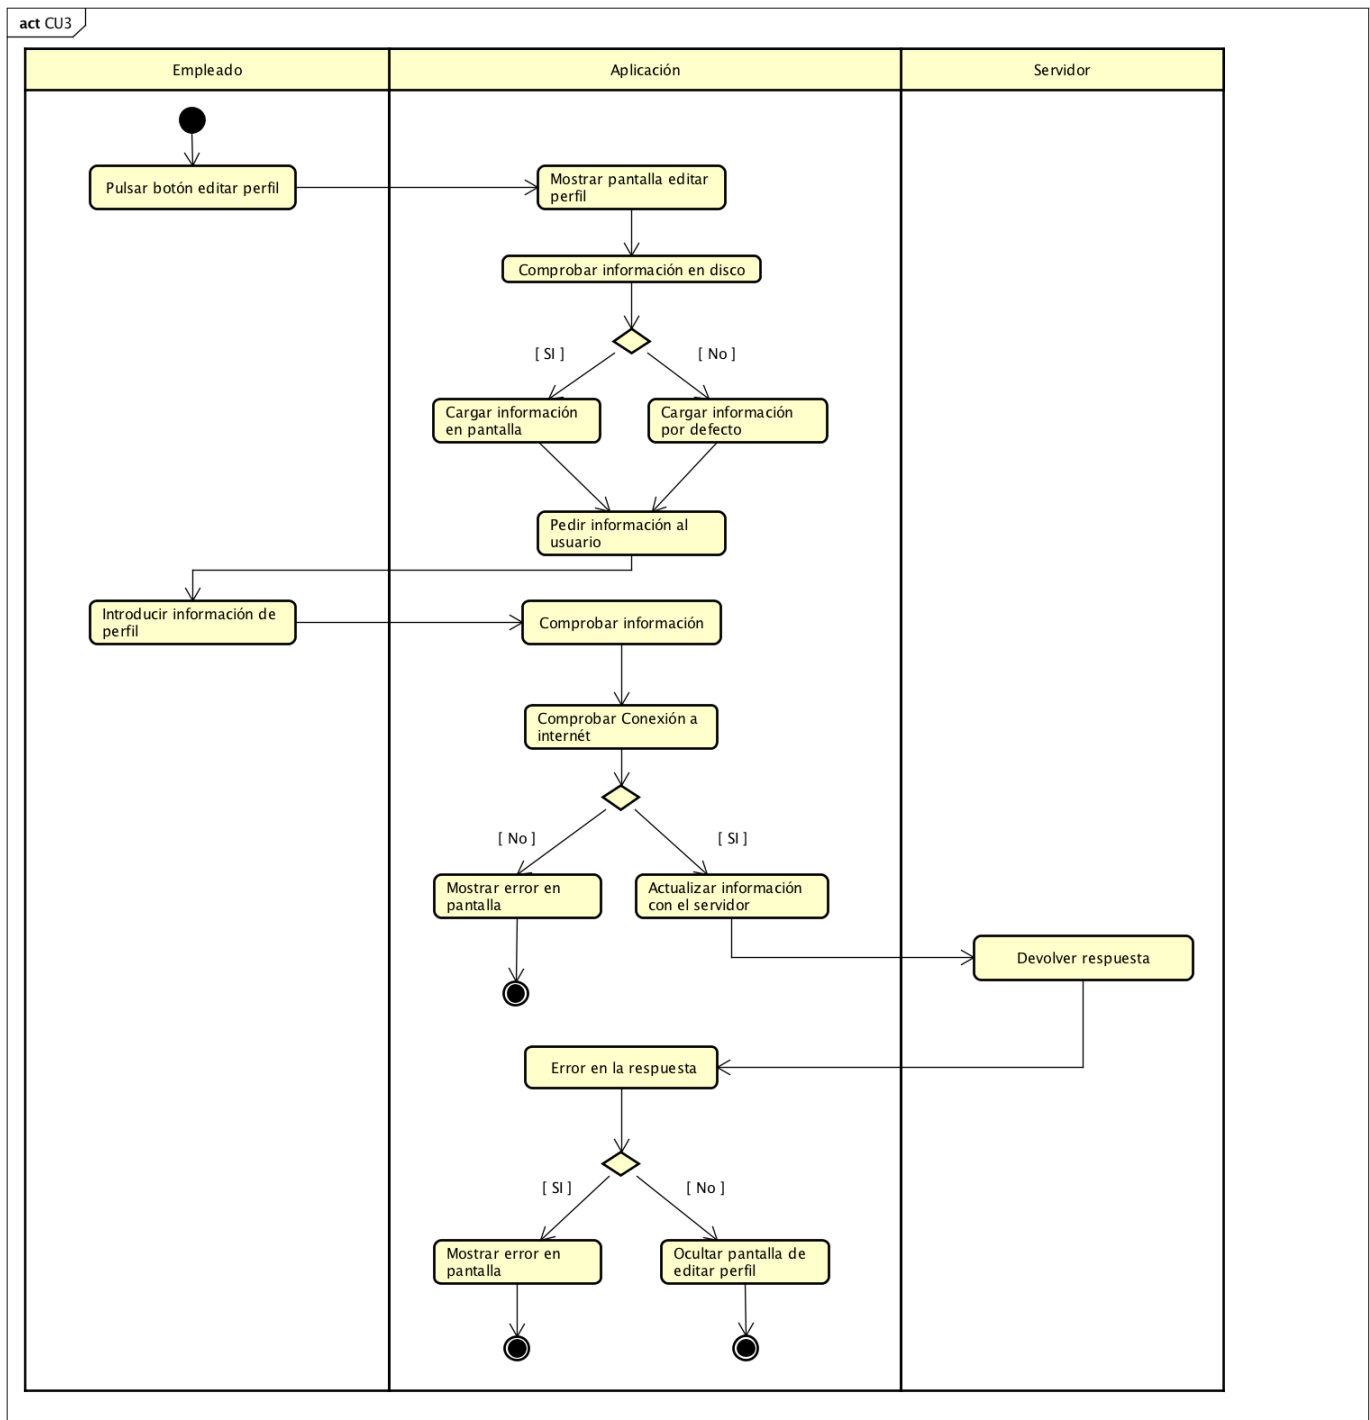 act CU3
Empleado
Aplicación
Servidor
Pulsar botón editar perfil
Mostrar pantalla editar
perfil
Comprobar información en disco
[ SI ]
[ No ]
Cargar información
en pantalla
Cargar información
por defecto
Pedir información al
usuario
Introducir información de
perfil
Comprobar información
Comprobar Conexión a
internét
[ No ]
[ SI ]
Mostrar error en
pantalla
Actualizar información
con el servidor
Devolver respuesta
Error en la respuesta
[ SI ]
[ No ]
Mostrar error en
pantalla
Ocultar pantalla de
editar perfil